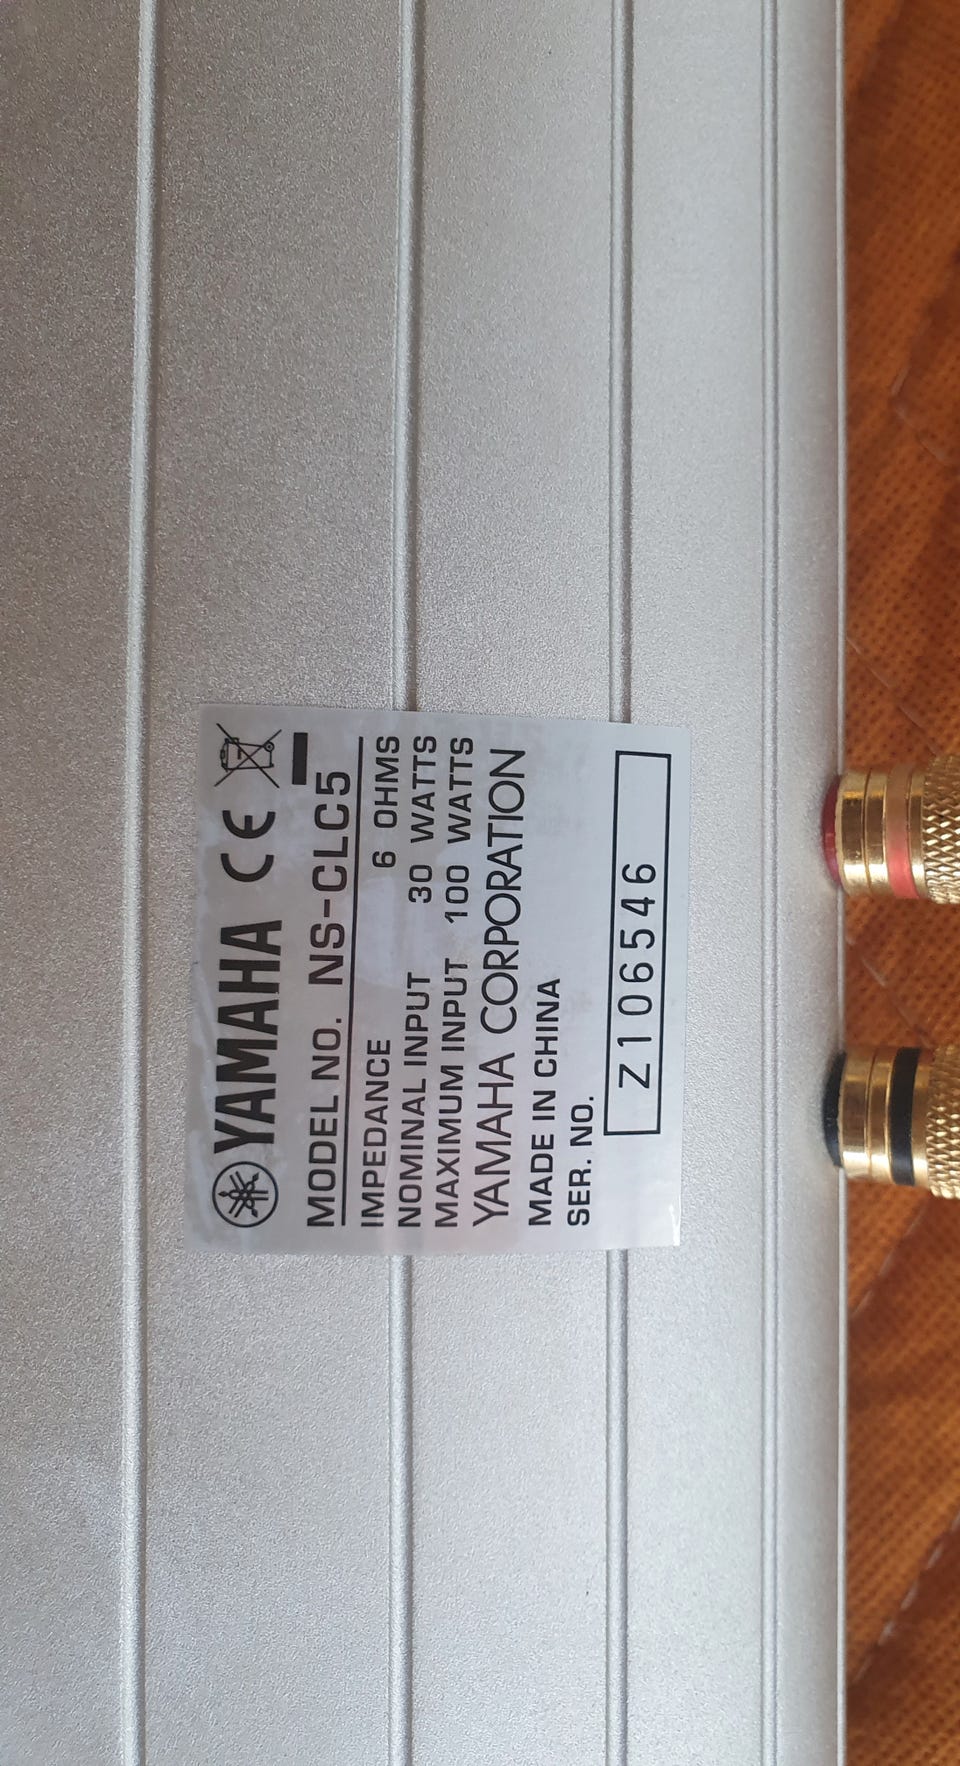 YAMAHA CE
MODEL NO. NS-CLC5
IMPEDANCE 6 OHMS
NOMINAL INPUT 30 WATTS
MAXIMUM INPUT 100 WATTS
YAMAHA CORPORATION
MADE IN CHINA
SER. NO.
Z106546